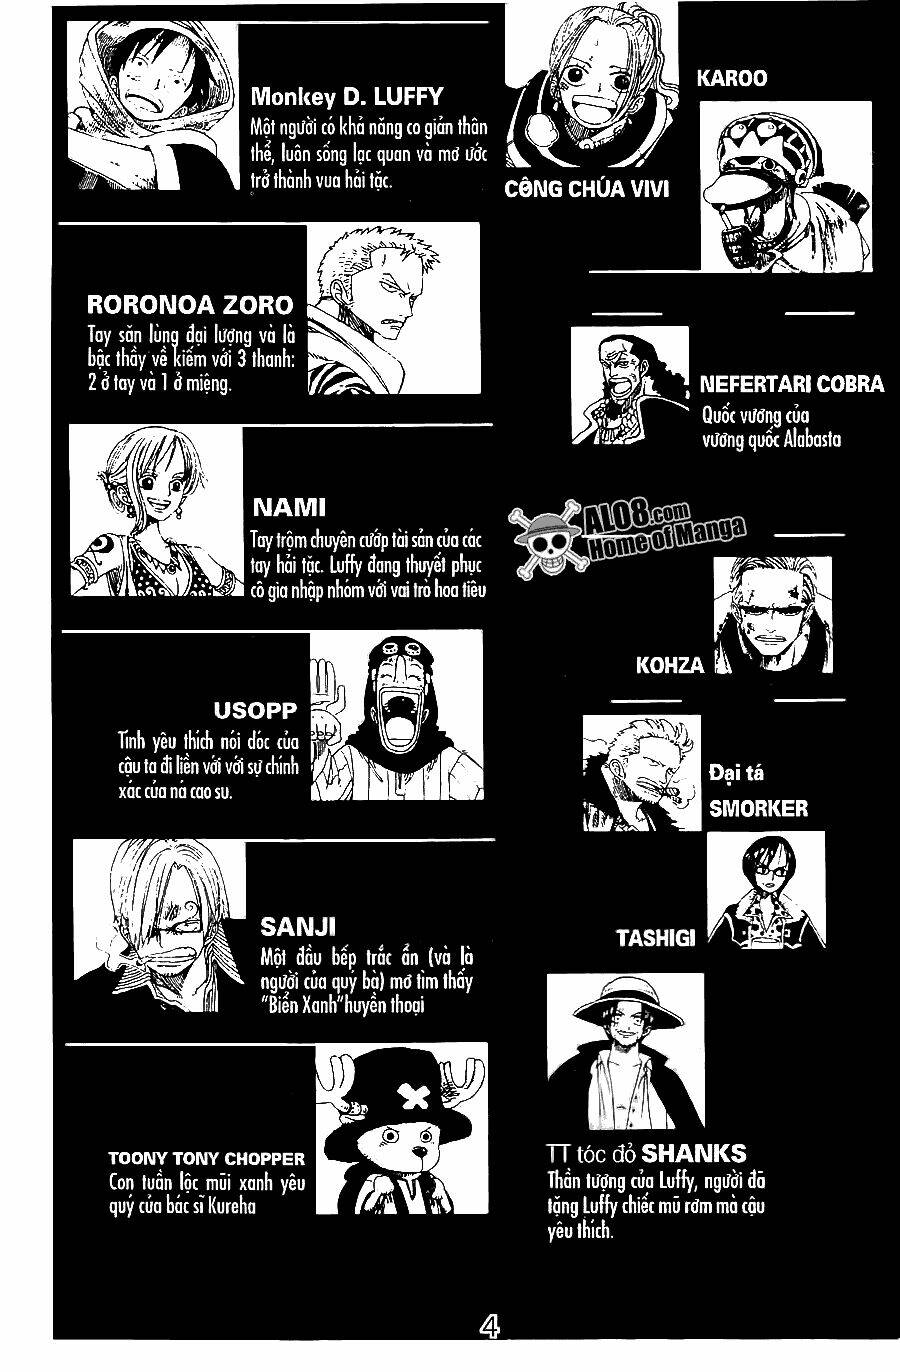 Monkey D. LUFFY
Một người có khả năng co giản thân
thể, luôn sống lạc quan và mơ ước
trở thành vua hải tặc.
RORONOA ZORO
Tay săn lùng đại lượng và là
bậc thầy về kiếm với 3 thanh:
2 ở tay và 1 ở miệng.
NAMI
Tay trộm chuyên cướp tài sản của các
tay hải tặc. Luffy đang thuyết phục
cô gia nhập nhóm với vai trò hoa tiêu
USOPP
Tình yêu thích nói dóc của
cậu ta đi liền với với sự chính
xác của ná cao su.
SANJI
Một đầu bếp trắc ẩn (và là
người của quý bà) mơ tìm thấy
"Biển Xanh"huyền thoại
TOONY TONY CHOPPER
Con tuần lộc mũi xanh yêu
quý của bác sĩ Kureha
CÔNG CHÚA VIVI
KAROO
NEFERTARI COBRA
Quốc vương của
vương quốc Alabasta
ALO8.com
Home of Manga
KOHZA
Đại tá
SMORKER
TASHIGI
TT tóc đỏ SHANKS
Thần tượng của Luffy, người đã
tặng Luffy chiếc mũ rơm mà cậu
yêu thích.
4